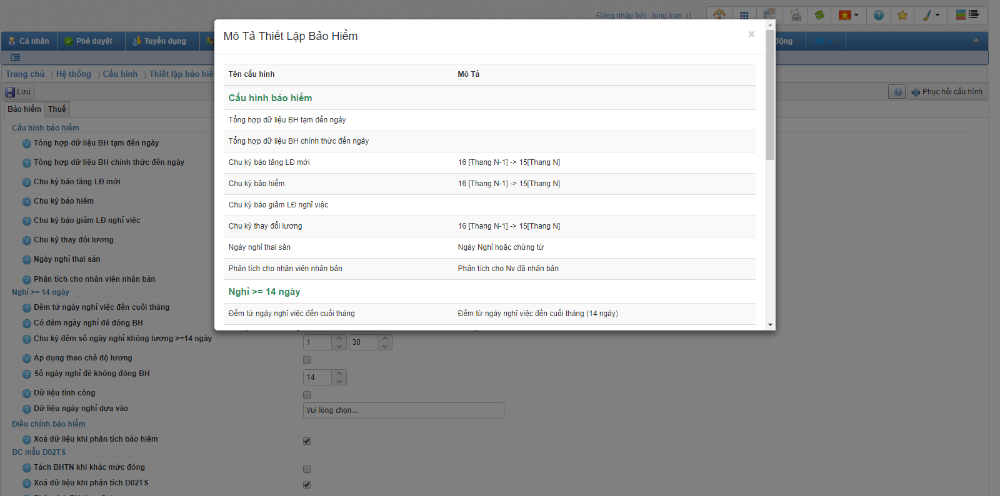 Đăng nhập bởi : tung.tran ()
Cá nhân
Phê duyệt
Tuyển dụng
động
Trang chủ
Hệ thống
Cấu hình
Thiết lập bảo hiể
Lưu
Phục hồi cấu hình
Bảo hiểm
Thuế
Mô Tả Thiết Lập Bảo Hiểm
×
Tên cấu hình
Mô Tả
Cấu hình bảo hiểm
Tổng hợp dữ liệu BH tạm đến ngày
Tổng hợp dữ liệu BH chính thức đến ngày
Chu kỳ báo tăng LĐ mới
16 [Thang N-1] -> 15[Thang N]
Chu kỳ bảo hiểm
16 [Thang N-1] -> 15[Thang N]
Chu kỳ báo giảm LĐ nghỉ việc
Chu kỳ thay đổi lương
16 [Thang N-1] -> 15[Thang N]
Ngày nghỉ thai sản
Ngày Nghỉ hoặc chứng từ
Phân tích cho nhân viên nhân bản
Phân tích cho Nv đã nhân bản
Nghỉ >= 14 ngày
Đếm từ ngày nghỉ việc đến cuối tháng
Đếm từ ngày nghỉ việc đến cuối tháng (14 ngày)
Cấu hình bảo hiểm
Tổng hợp dữ liệu BH tạm đến ngày
Tổng hợp dữ liệu BH chính thức đến ngày
Chu kỳ báo tăng LĐ mới
Chu kỳ bảo hiểm
Chu kỳ báo giảm LĐ nghỉ việc
Chu kỳ thay đổi lương
Ngày nghỉ thai sản
Phân tích cho nhân viên nhân bản
Nghỉ >= 14 ngày
Đếm từ ngày nghỉ việc đến cuối tháng
Có đếm ngày nghỉ để đóng BH
Chu kỳ đếm số ngày nghỉ không lương >=14 ngày
1
30
Áp dụng theo chế độ lương
Số ngày nghỉ để không đóng BH
14
Dữ liệu tính công
Dữ liệu ngày nghỉ dựa vào
Vui lòng chọn...
Điều chỉnh bảo hiểm
Xoá dữ liệu khi phân tích bảo hiểm
BC mẫu D02TS
Tách BHTN khi khác mức đóng
Xoá dữ liệu khi phân tích D02TS